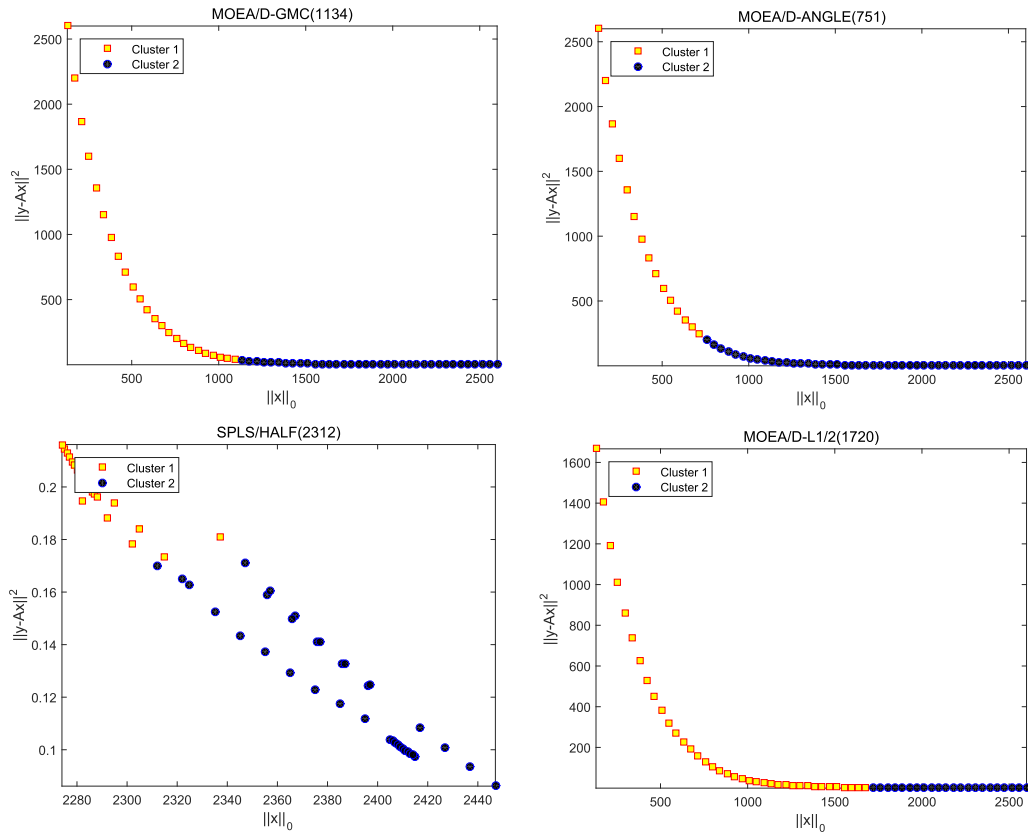 MOEA/D-GMC(1134)
2500
2000
1500
1000
500
||y-Ax||²
Cluster 1
Cluster 2
500 1000 1500 2000 2500
||x||₀
MOEA/D-ANGLE(751)
2500
2000
1500
1000
500
||y-Ax||²
Cluster 1
Cluster 2
500 1000 1500 2000 2500
||x||₀
SPLS/HALF(2312)
0.2
0.18
0.16
0.14
0.12
0.1
||y-Ax||²
Cluster 1
Cluster 2
2280 2300 2320 2340 2360 2380 2400 2420 2440
||x||₀
MOEA/D-L1/2(1720)
1600
1400
1200
1000
800
600
400
200
||y-Ax||²
Cluster 1
Cluster 2
500 1000 1500 2000 2500
||x||₀